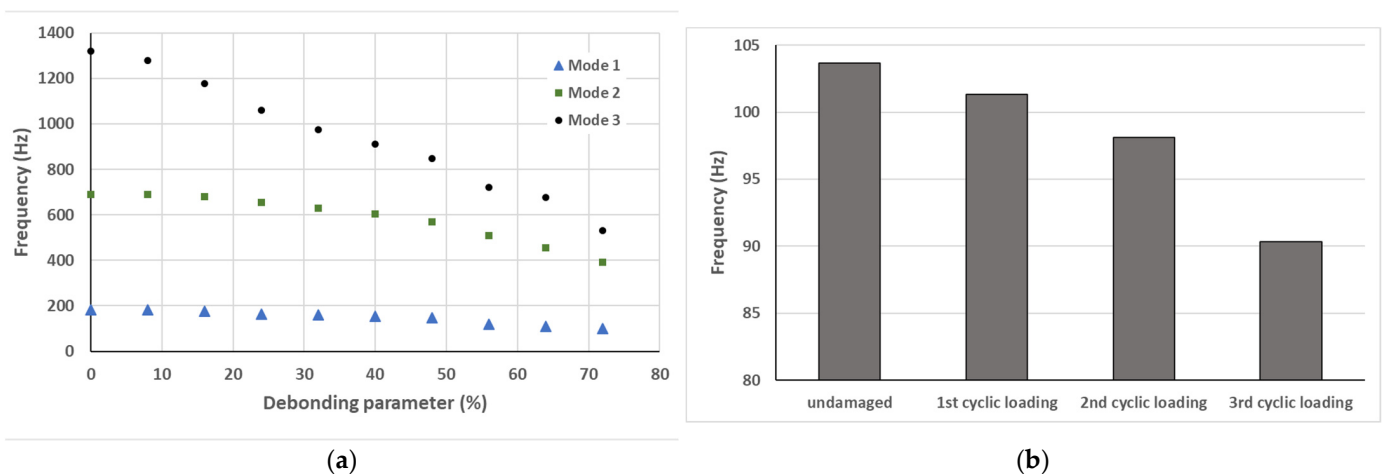 1400
1200
1000
800
600
400
200
0
Frequency (Hz)
Mode 1
Mode 2
Mode 3
0 10 20 30 40 50 60 70 80
Debonding parameter (%)
(a)
105
100
95
90
85
80
Frequency (Hz)
undamaged 1st cyclic loading 2nd cyclic loading 3rd cyclic loading
(b)